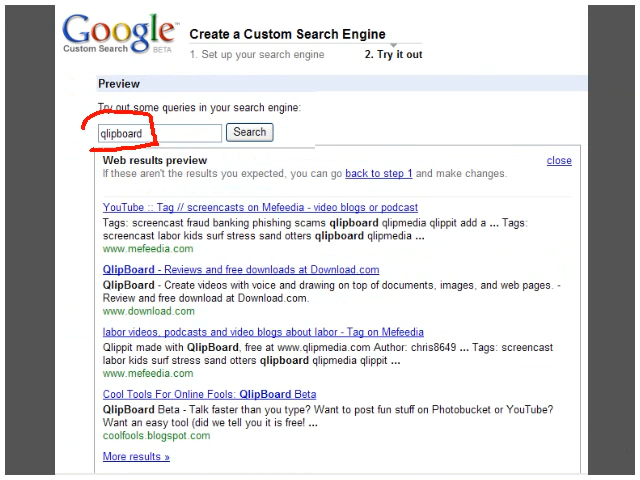 Google
Custom Search BETA
Create a Custom Search Engine
1. Set up your search engine
2. Try it out
Preview
Try out some queries in your search engine:
qlipboard
Search
Web results preview
close
If these aren't the results you expected, you can go back to step 1 and make changes.
YouTube :: Tag // screencasts on Mefeedia - video blogs or podcast
Tags: screencast fraud banking phishing scams qlipboard qlipmedia qlippit add a ... Tags:
screencast labor kids surf stress sand otters qlipboard qlipmedia ...
www.mefeedia.com
QlipBoard - Reviews and free downloads at Download.com
QlipBoard - Create videos with voice and drawing on top of documents, images, and web pages. -
Review and free download at Download.com.
www.download.com
labor videos, podcasts and video blogs about labor - Tag on Mefeedia
Qlippit made with QlipBoard, free at www.qlipmedia.com Author: chris8649 ... Tags: screencast
labor kids surf stress sand otters qlipboard qlipmedia qlippit ...
www.mefeedia.com
Cool Tools For Online Fools: QlipBoard Beta
QlipBoard Beta - Talk faster than you type? Want to post fun stuff on Photobucket or YouTube?
Want an easy tool (did we tell you it is free! ...
coolfools.blogspot.com
More results »